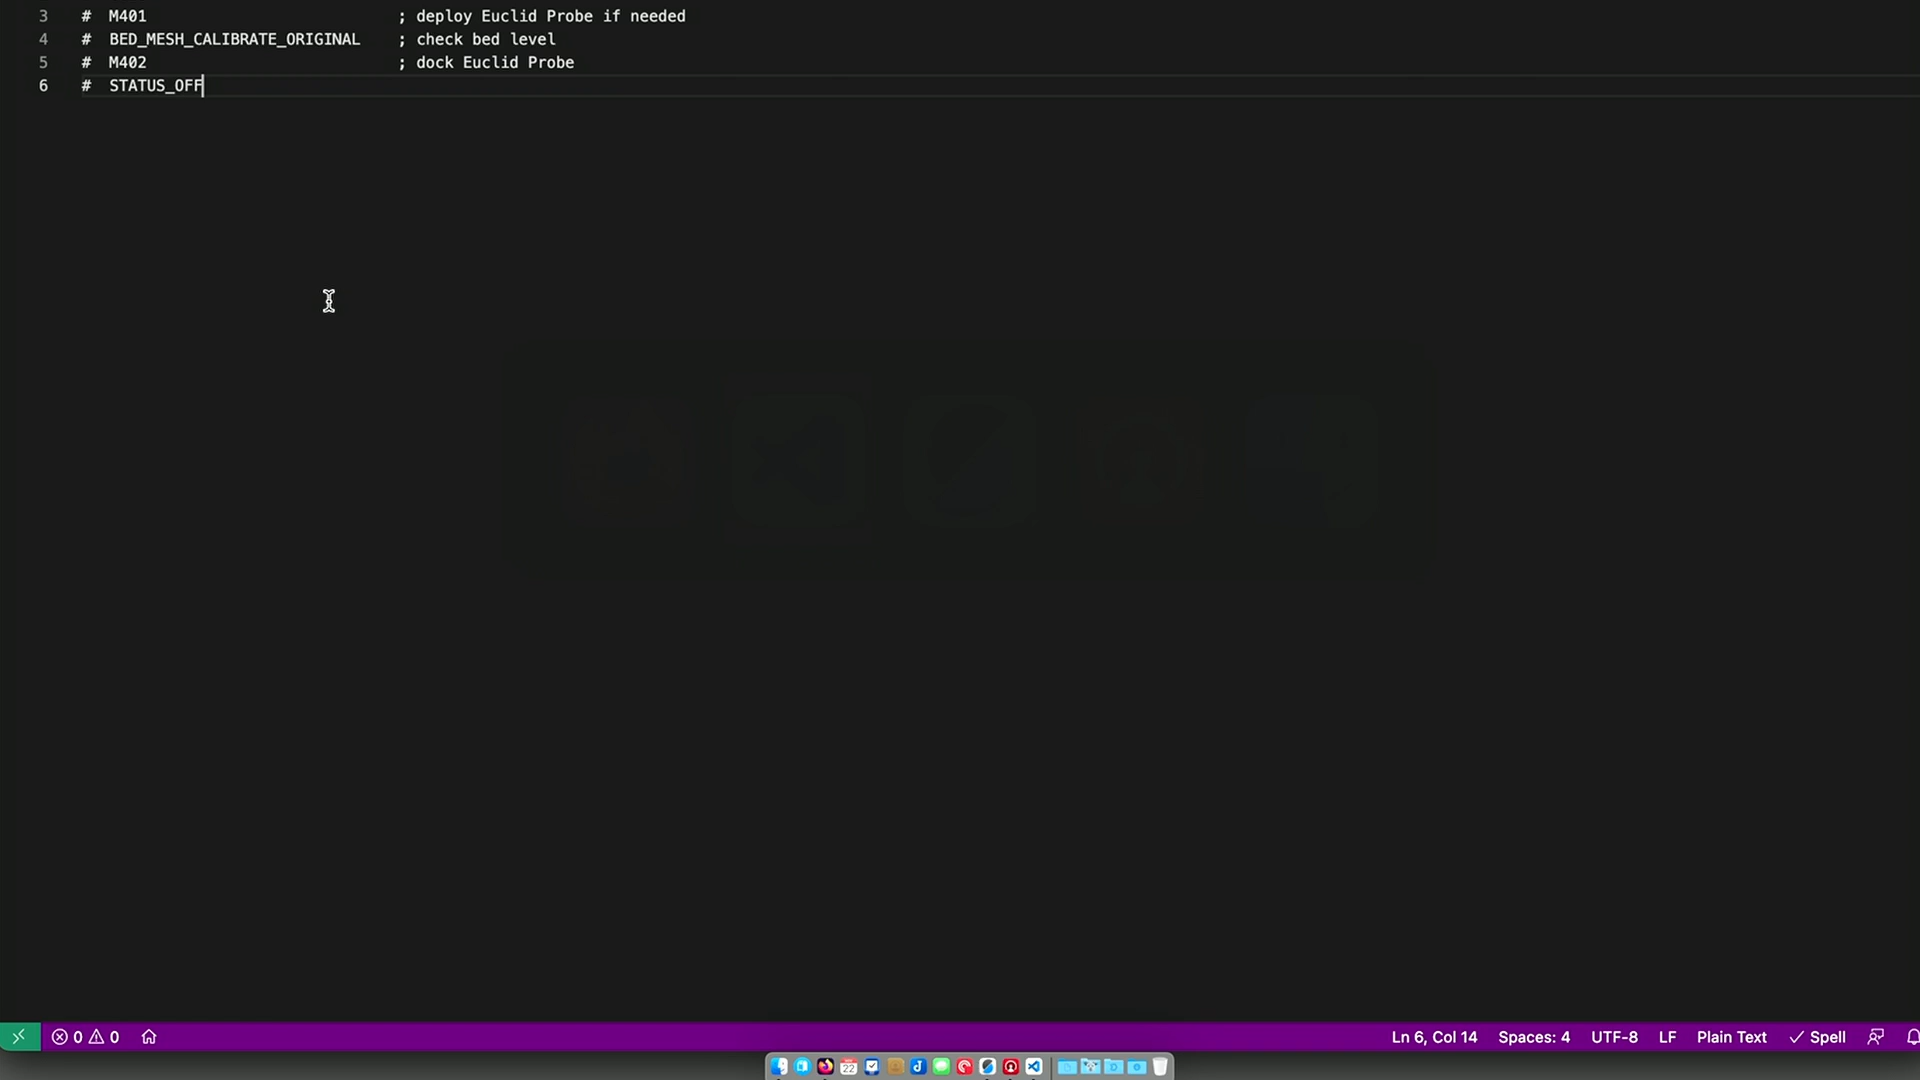 3 # M401 ; deploy Euclid Probe if needed
4 # BED_MESH_CALIBRATE_ORIGINAL ; check bed level
5 # M402 ; dock Euclid Probe
6 # STATUS_OFF
0 0 Ln 6, Col 14 Spaces: 4 UTF-8 LF Plain Text Spell
22